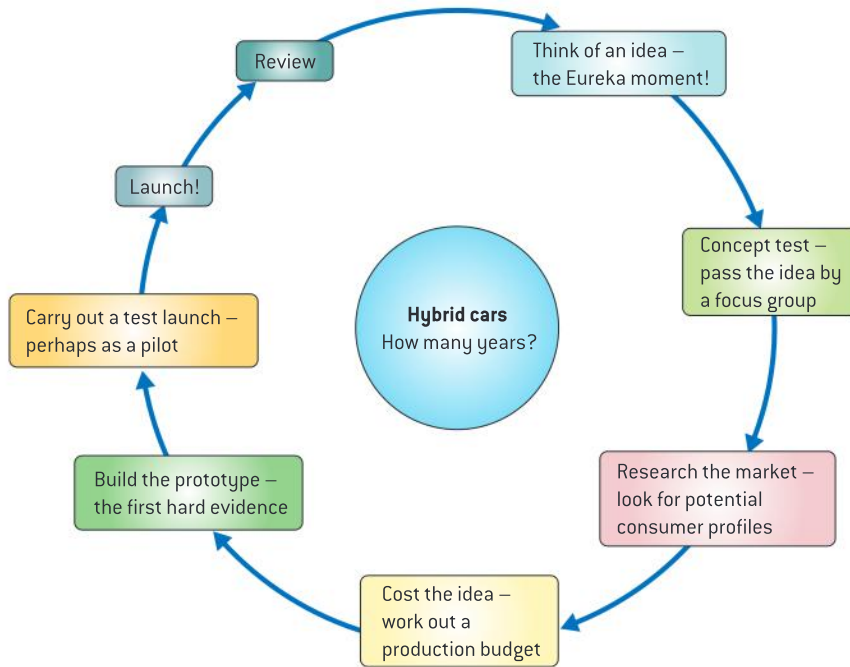 Think of an idea –
the Eureka moment!
Concept test –
pass the idea by
a focus group
Research the market –
look for potential
consumer profiles
Cost the idea –
work out a
production budget
Build the prototype –
the first hard evidence
Carry out a test launch –
perhaps as a pilot
Launch!
Review
Hybrid cars
How many years?